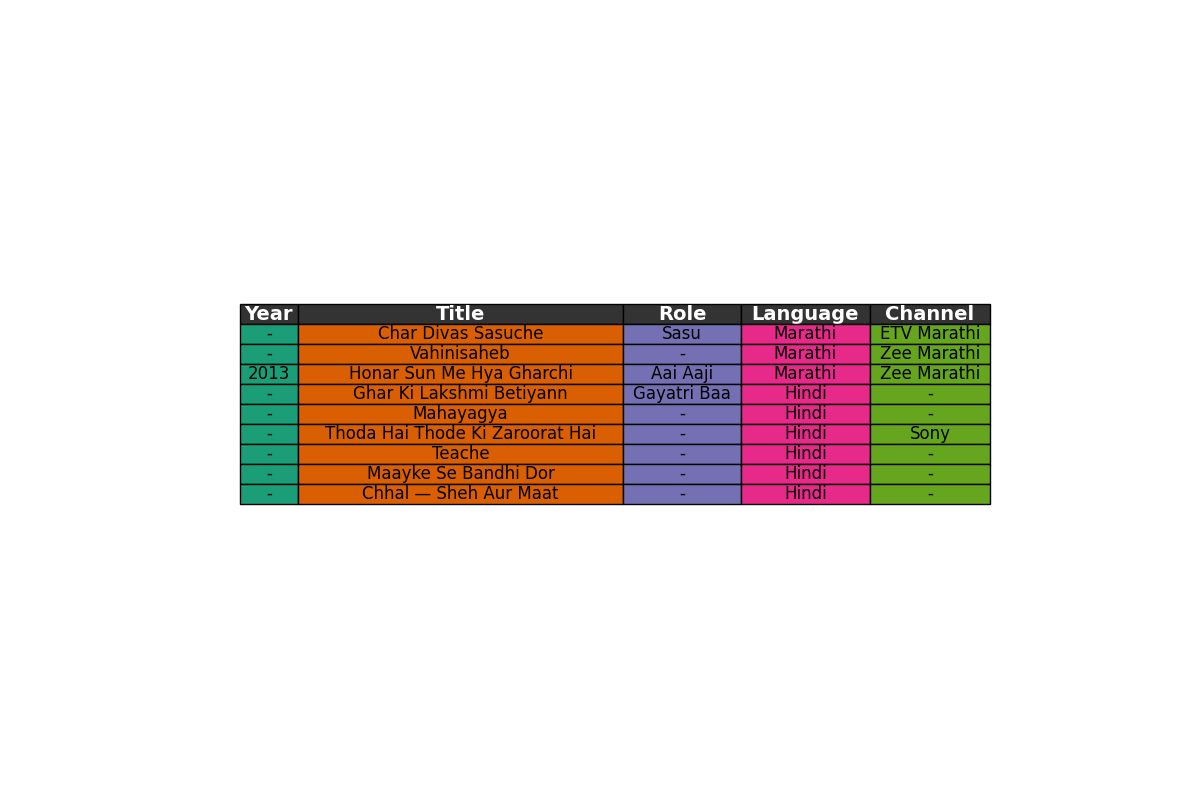 Year Title Role Language Channel
- Char Divas Sasuche Sasu Marathi ETV Marathi
- Vahinisaheb - Marathi Zee Marathi
2013 Honar Sun Me Hya Gharchi Aai Aaji Marathi Zee Marathi
- Ghar Ki Lakshmi Betiyann Gayatri Baa Hindi -
- Mahayagya - Hindi -
- Thoda Hai Thode Ki Zaroorat Hai - Hindi Sony
- Teache - Hindi -
- Maayke Se Bandhi Dor - Hindi -
- Chhal — Sheh Aur Maat - Hindi -